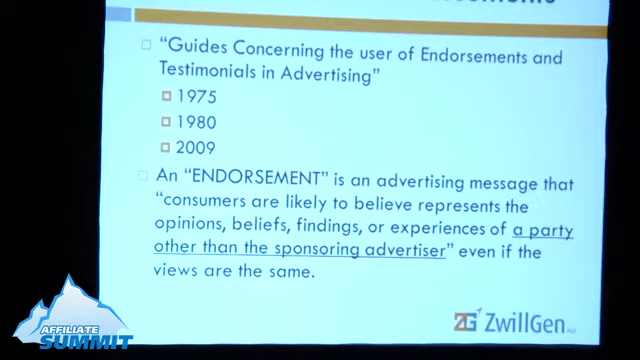 "Guides Concerning the user of Endorsements and
Testimonials in Advertising"
1975
1980
2009
An "ENDORSEMENT" is an advertising message that
"consumers are likely to believe represents the
opinions, beliefs, findings, or experiences of a party
other than the sponsoring advertiser" even if the
views are the same.
ZG ZwillGen
AFFILIATE
SUMMIT